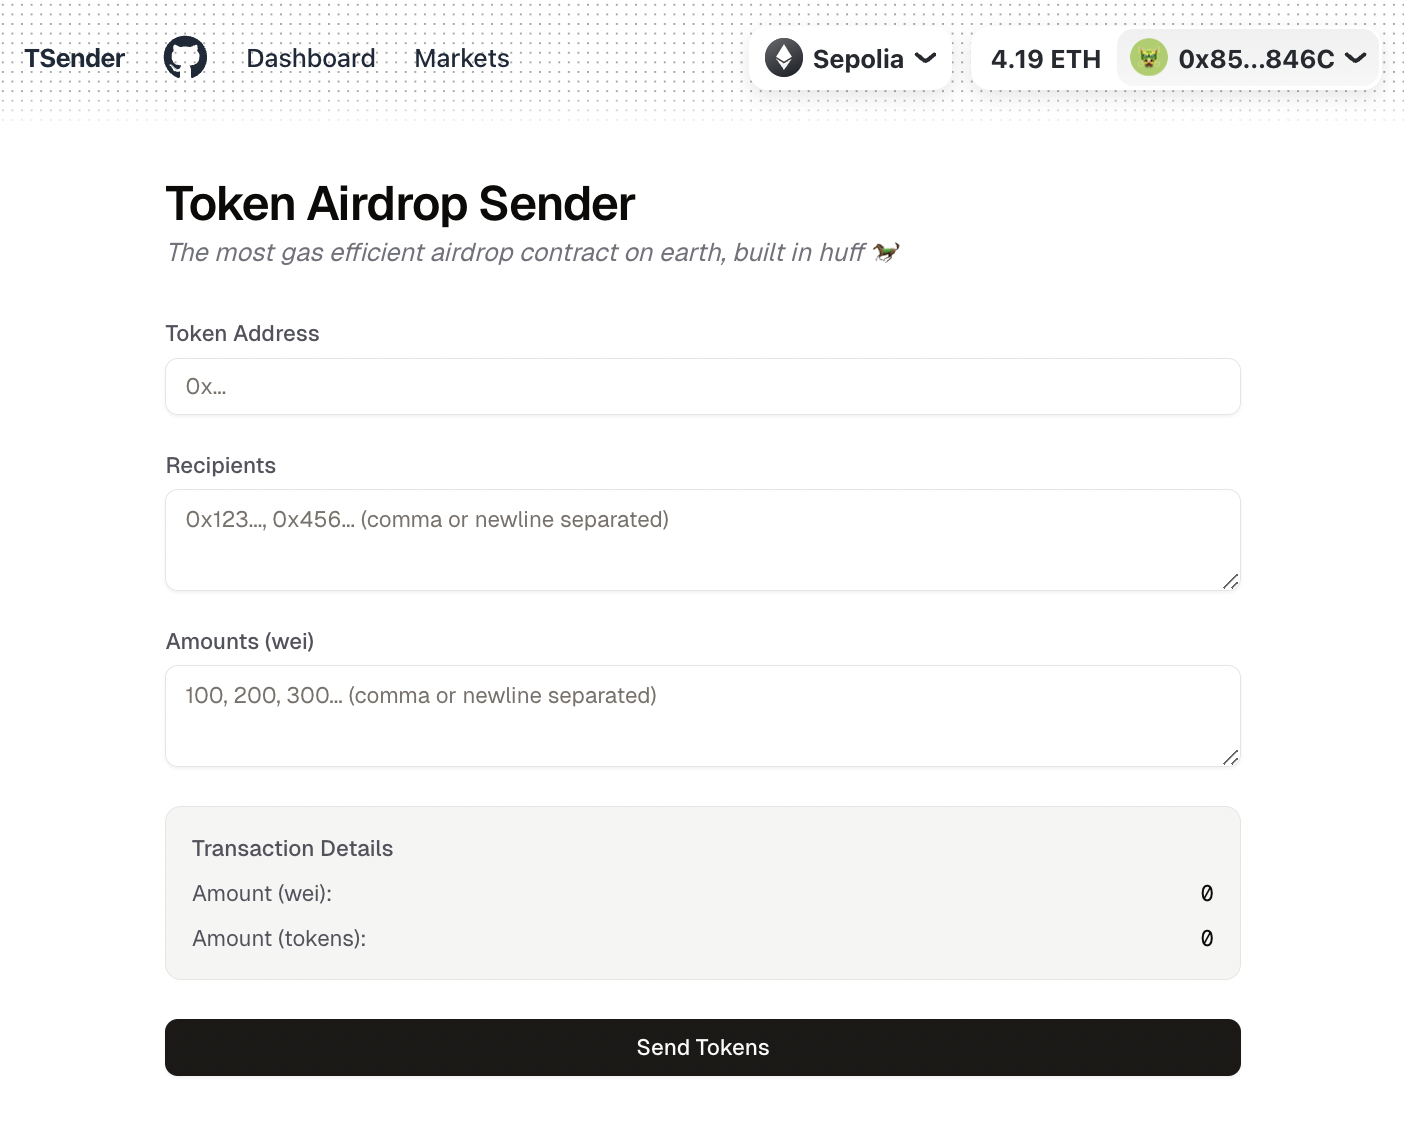 TSender Dashboard Markets Sepolia 4.19 ETH 0x85...846C
Token Airdrop Sender
The most gas efficient airdrop contract on earth, built in huff 🐎
Token Address
0x...
Recipients
0x123..., 0x456... (comma or newline separated)
Amounts (wei)
100, 200, 300... (comma or newline separated)
Transaction Details
Amount (wei): 0
Amount (tokens): 0
Send Tokens